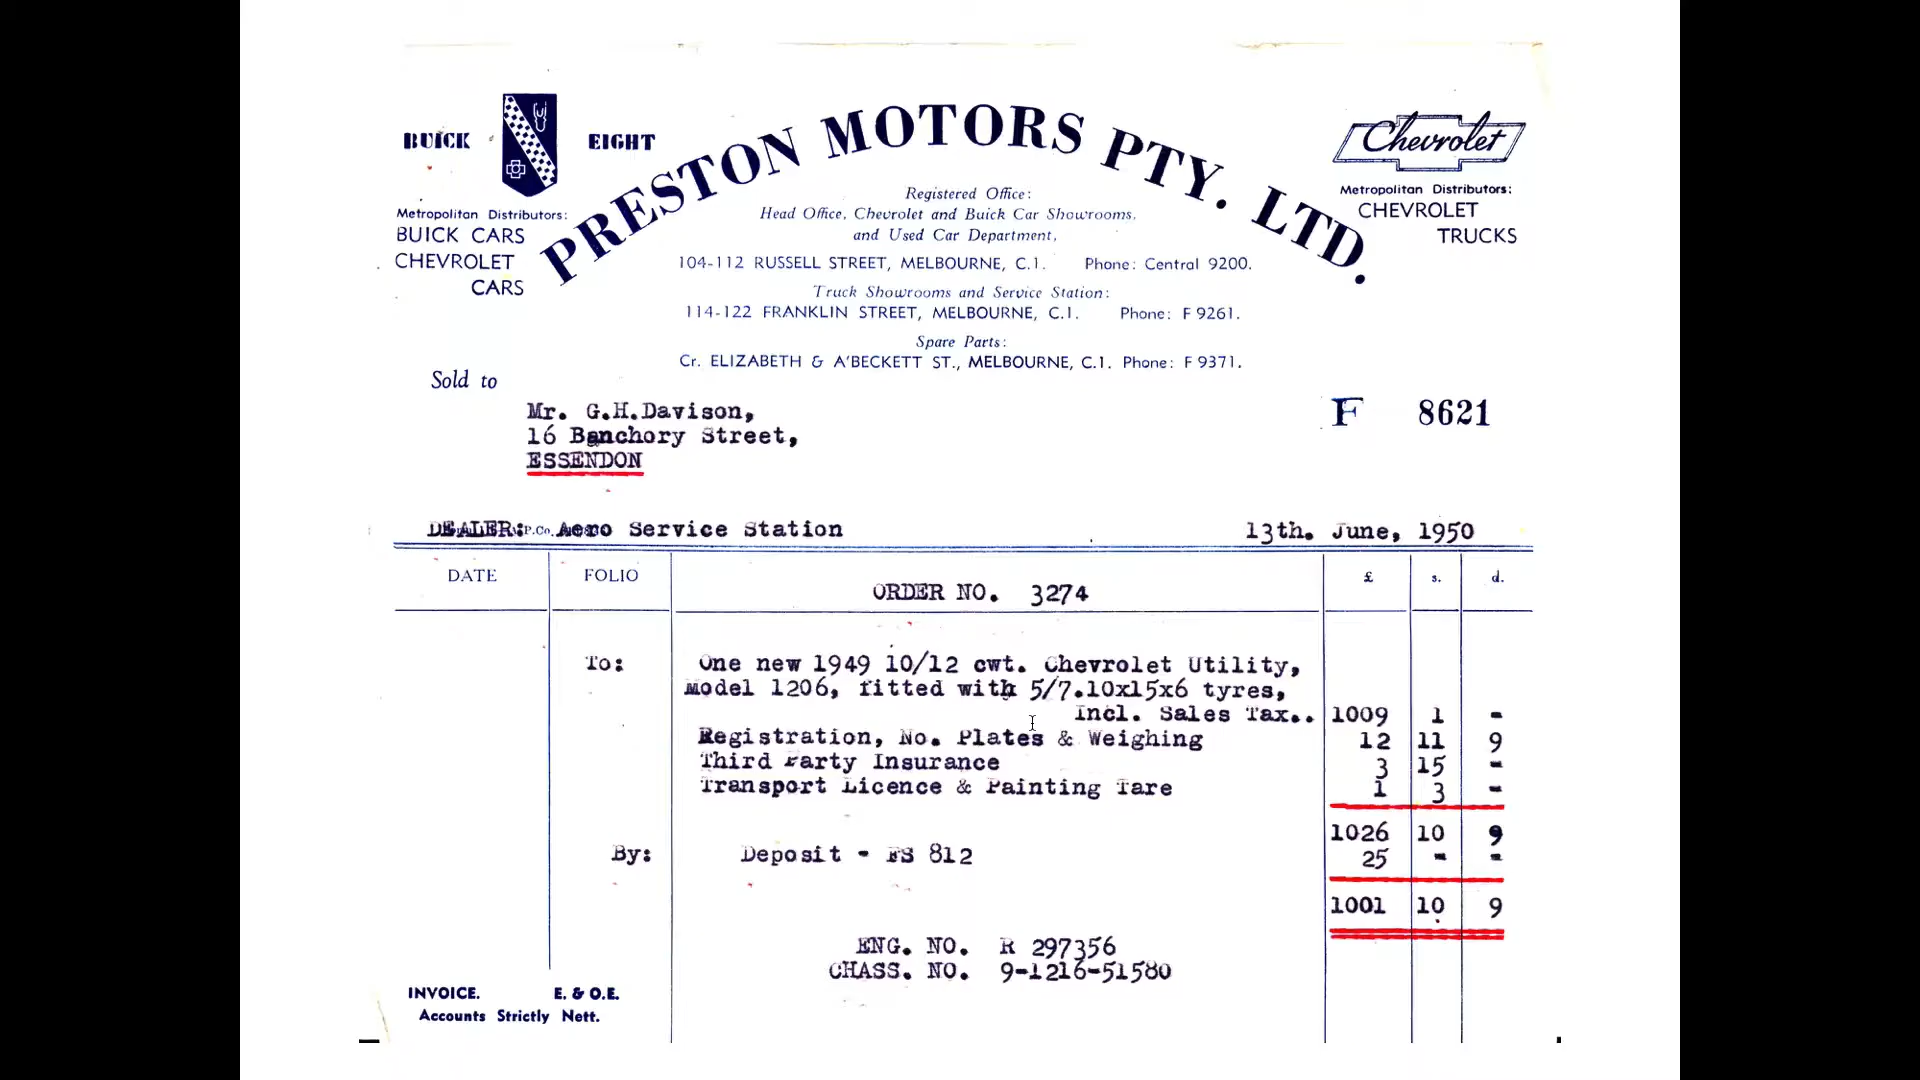 PRESTON MOTORS PTY. LTD.
BUICK EIGHT
Metropolitan Distributors:
BUICK CARS
CHEVROLET
CARS
Chevrolet
Metropolitan Distributors:
CHEVROLET
TRUCKS
Registered Office:
Head Office, Chevrolet and Buick Car Showrooms,
and Used Car Department,
104-112 RUSSELL STREET, MELBOURNE, C.1. Phone: Central 9200.
Truck Showrooms and Service Station:
114-122 FRANKLIN STREET, MELBOURNE, C.1. Phone: F 9261.
Spare Parts:
Cr. ELIZABETH & A'BECKETT ST., MELBOURNE, C.1. Phone: F 9371.
Sold to
Mr. G.H.Davison,
16 Banchory Street,
ESSENDON
F 8621
DEALER: Aero Service Station 13th. June, 1950
DATE FOLIO ORDER NO. 3274 £ s. d.
To: One new 1949 10/12 cwt. Chevrolet Utility,
Model 1206, fitted with 5/7.10x15x6 tyres,
Incl. Sales Tax.. 1009 1 -
Registration, No. Plates & Weighing 12 11 9
Third Party Insurance 3 15 -
Transport Licence & Painting Tare 1 3 -
1026 10 9
By: Deposit - FS 812 25 - -
1001 10 9
ENG. NO. R 297356
CHASS. NO. 9-1216-51580
INVOICE. E. & O.E.
Accounts Strictly Nett.